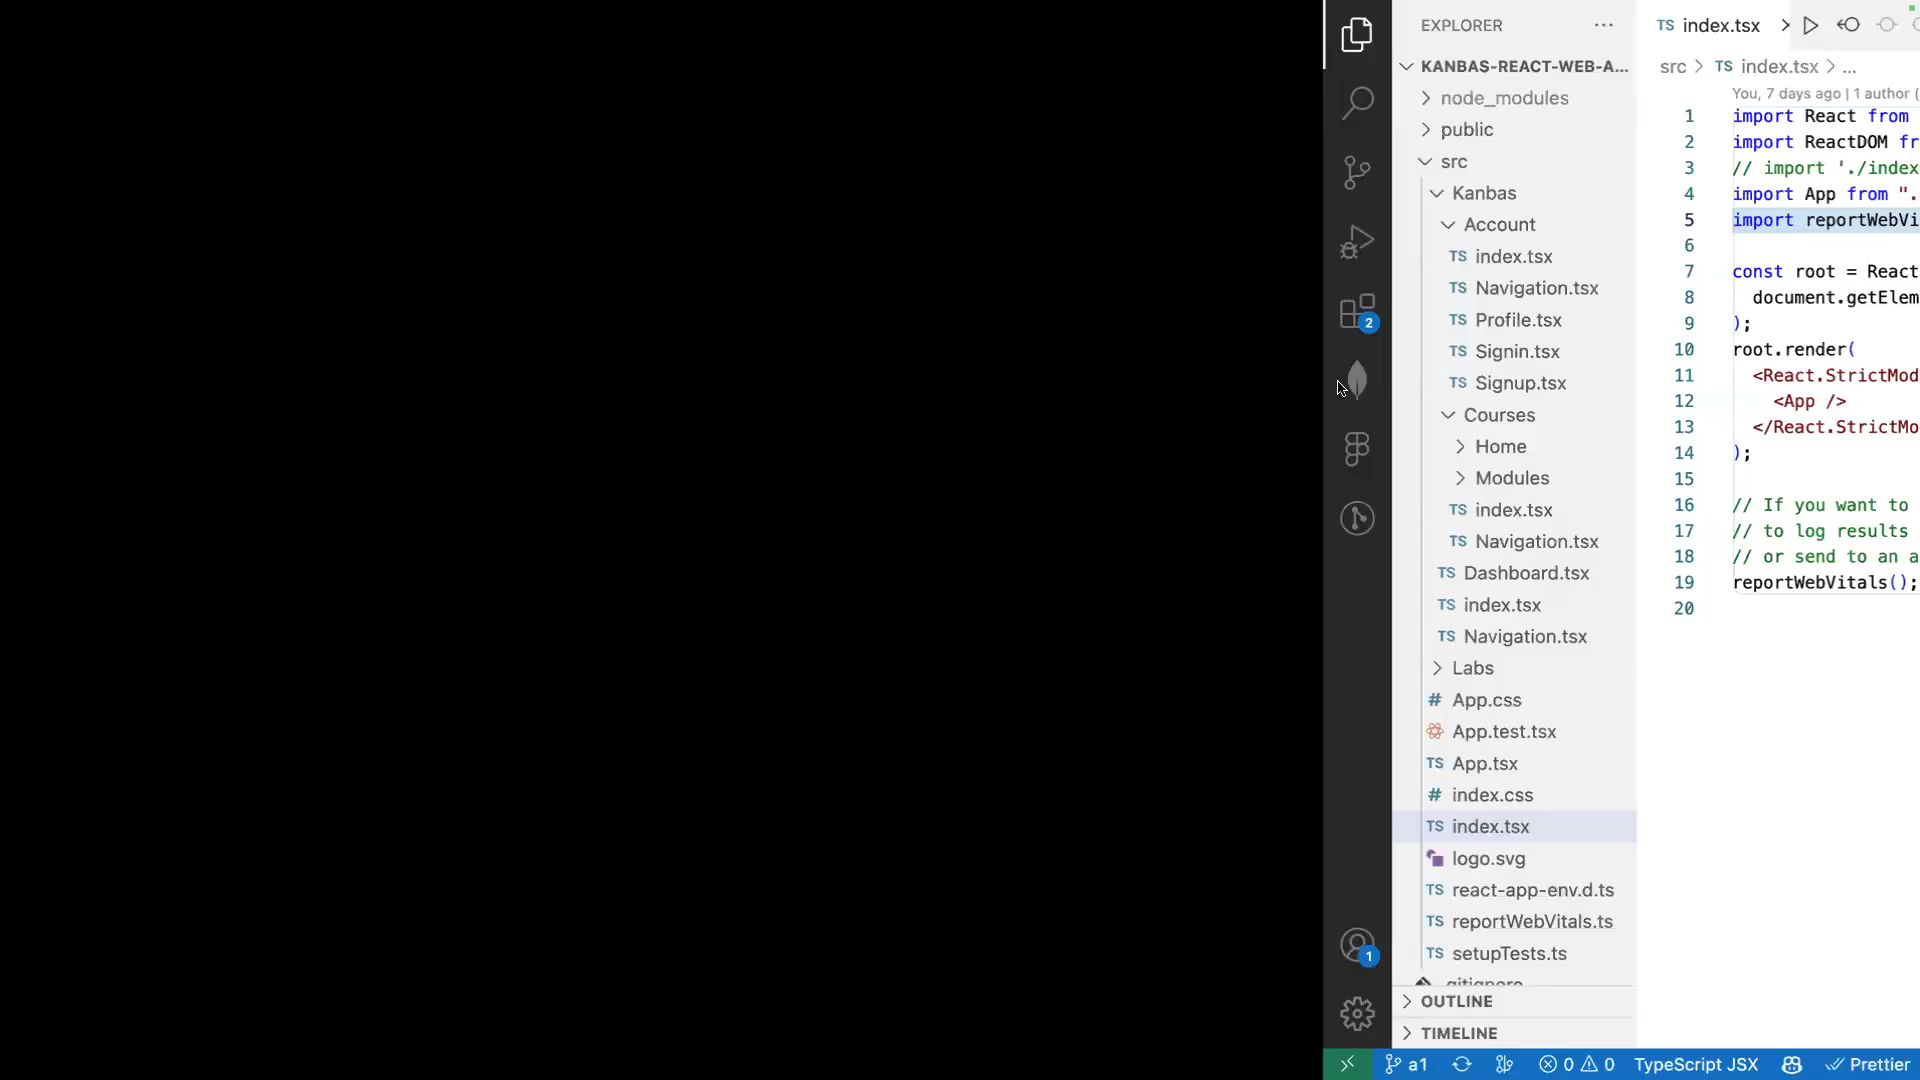 EXPLORER
KANBAS-REACT-WEB-A...
node_modules
public
src
Kanbas
Account
TS index.tsx
TS Navigation.tsx
TS Profile.tsx
TS Signin.tsx
TS Signup.tsx
Courses
Home
Modules
TS index.tsx
TS Navigation.tsx
TS Dashboard.tsx
TS index.tsx
TS Navigation.tsx
Labs
# App.css
App.test.tsx
TS App.tsx
# index.css
TS index.tsx
logo.svg
TS react-app-env.d.ts
TS reportWebVitals.ts
TS setupTests.ts
.gitignore
OUTLINE
TIMELINE
2
1
TS index.tsx
src > TS index.tsx > ...
You, 7 days ago | 1 author (
1 import React from
2 import ReactDOM fr
3 // import './index
4 import App from ".
5 import reportWebVi
6
7 const root = React
8 document.getElem
9 );
10 root.render(
11 <React.StrictMod
12 <App />
13 </React.StrictMo
14 );
15
16 // If you want to
17 // to log results
18 // or send to an a
19 reportWebVitals();
20
a1 0 0 TypeScript JSX Prettier